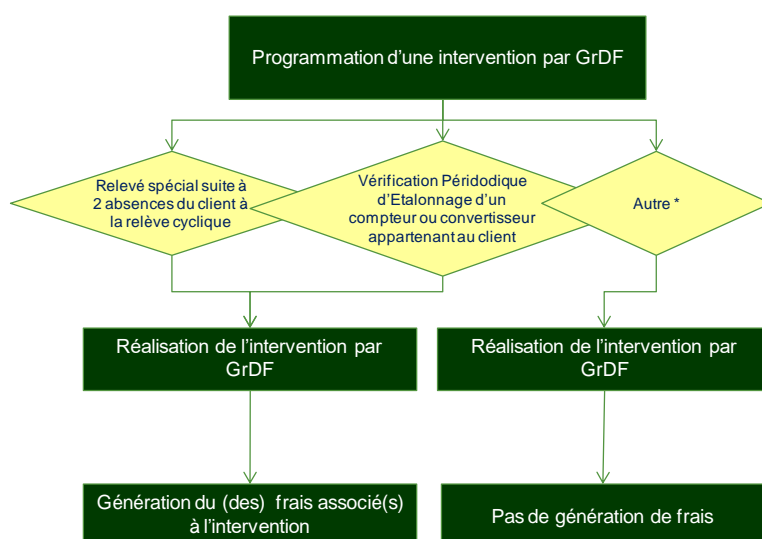 Programmation d'une intervention par GrDF
Relevé spécial suite à
2 absences du client à
la relève cyclique
Vérification Péridodique
d'Etalonnage d'un
compteur ou convertisseur
appartenant au client
Autre *
Réalisation de l'intervention par
GrDF
Réalisation de l'intervention par
GrDF
Génération du (des) frais associé(s)
à l'intervention
Pas de génération de frais